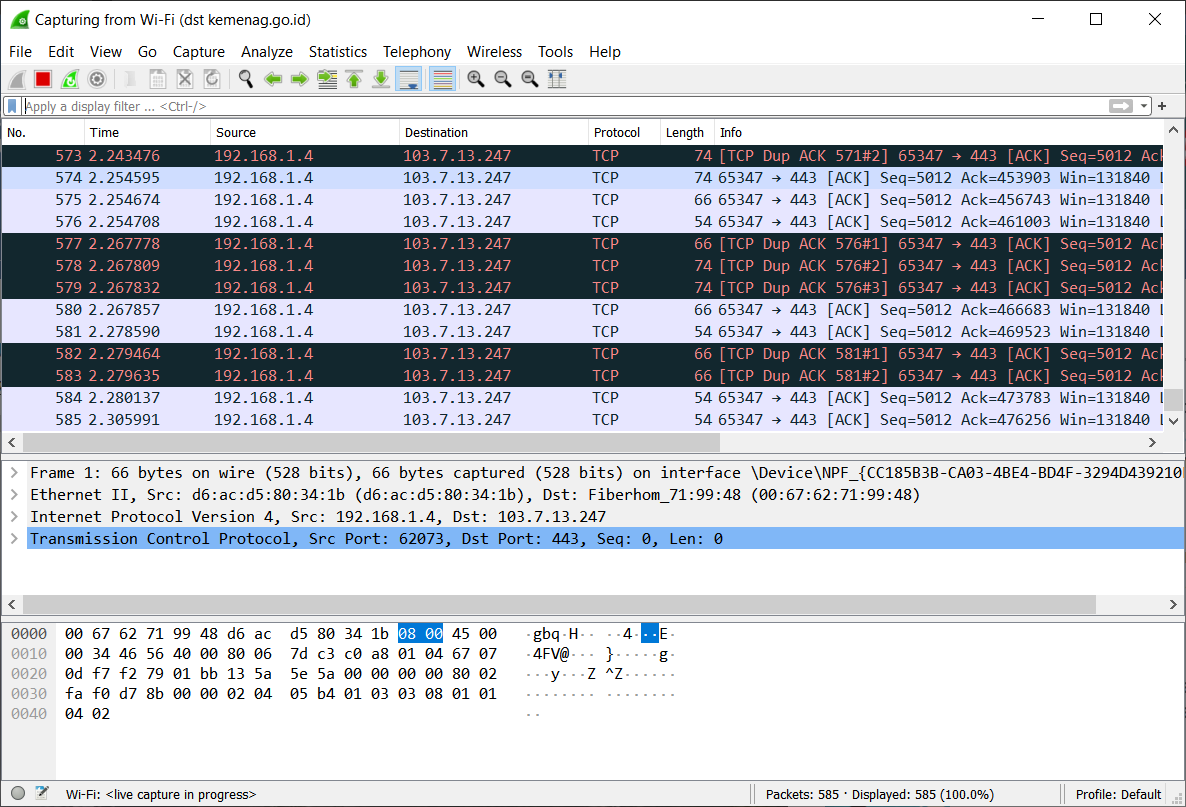 Capturing from Wi-Fi (dst kemenag.go.id)
File Edit View Go Capture Analyze Statistics Telephony Wireless Tools Help
Apply a display filter ... <Ctrl-/>
No. Time Source Destination Protocol Length Info
573 2.243476 192.168.1.4 103.7.13.247 TCP 74 [TCP Dup ACK 571#2] 65347 → 443 [ACK] Seq=5012 Ack
574 2.254595 192.168.1.4 103.7.13.247 TCP 74 65347 → 443 [ACK] Seq=5012 Ack=453903 Win=131840 L
575 2.254674 192.168.1.4 103.7.13.247 TCP 66 65347 → 443 [ACK] Seq=5012 Ack=456743 Win=131840 L
576 2.254708 192.168.1.4 103.7.13.247 TCP 54 65347 → 443 [ACK] Seq=5012 Ack=461003 Win=131840 L
577 2.267778 192.168.1.4 103.7.13.247 TCP 66 [TCP Dup ACK 576#1] 65347 → 443 [ACK] Seq=5012 Ack
578 2.267809 192.168.1.4 103.7.13.247 TCP 74 [TCP Dup ACK 576#2] 65347 → 443 [ACK] Seq=5012 Ack
579 2.267832 192.168.1.4 103.7.13.247 TCP 74 [TCP Dup ACK 576#3] 65347 → 443 [ACK] Seq=5012 Ack
580 2.267857 192.168.1.4 103.7.13.247 TCP 66 65347 → 443 [ACK] Seq=5012 Ack=466683 Win=131840 L
581 2.278590 192.168.1.4 103.7.13.247 TCP 54 65347 → 443 [ACK] Seq=5012 Ack=469523 Win=131840 L
582 2.279464 192.168.1.4 103.7.13.247 TCP 66 [TCP Dup ACK 581#1] 65347 → 443 [ACK] Seq=5012 Ack
583 2.279635 192.168.1.4 103.7.13.247 TCP 66 [TCP Dup ACK 581#2] 65347 → 443 [ACK] Seq=5012 Ack
584 2.280137 192.168.1.4 103.7.13.247 TCP 54 65347 → 443 [ACK] Seq=5012 Ack=473783 Win=131840 L
585 2.305991 192.168.1.4 103.7.13.247 TCP 54 65347 → 443 [ACK] Seq=5012 Ack=476256 Win=131840 L
Frame 1: 66 bytes on wire (528 bits), 66 bytes captured (528 bits) on interface \Device\NPF_{CC185B3B-CA03-4BE4-BD4F-3294D439210
Ethernet II, Src: d6:ac:d5:80:34:1b (d6:ac:d5:80:34:1b), Dst: Fiberhom_71:99:48 (00:67:62:71:99:48)
Internet Protocol Version 4, Src: 192.168.1.4, Dst: 103.7.13.247
Transmission Control Protocol, Src Port: 62073, Dst Port: 443, Seq: 0, Len: 0
0000 00 67 62 71 99 48 d6 ac d5 80 34 1b 08 00 45 00 ·gbq·H·· ··4···E·
0010 00 34 46 56 40 00 80 06 7d c3 c0 a8 01 04 67 07 ·4FV@··· }·····g·
0020 0d f7 f2 79 01 bb 13 5a 5e 5a 00 00 00 00 80 02 ···y···Z ^Z······
0030 fa f0 d7 8b 00 00 02 04 05 b4 01 03 03 08 01 01 ········ ········
0040 04 02 ··
Wi-Fi: <live capture in progress> Packets: 585 · Displayed: 585 (100.0%) Profile: Default